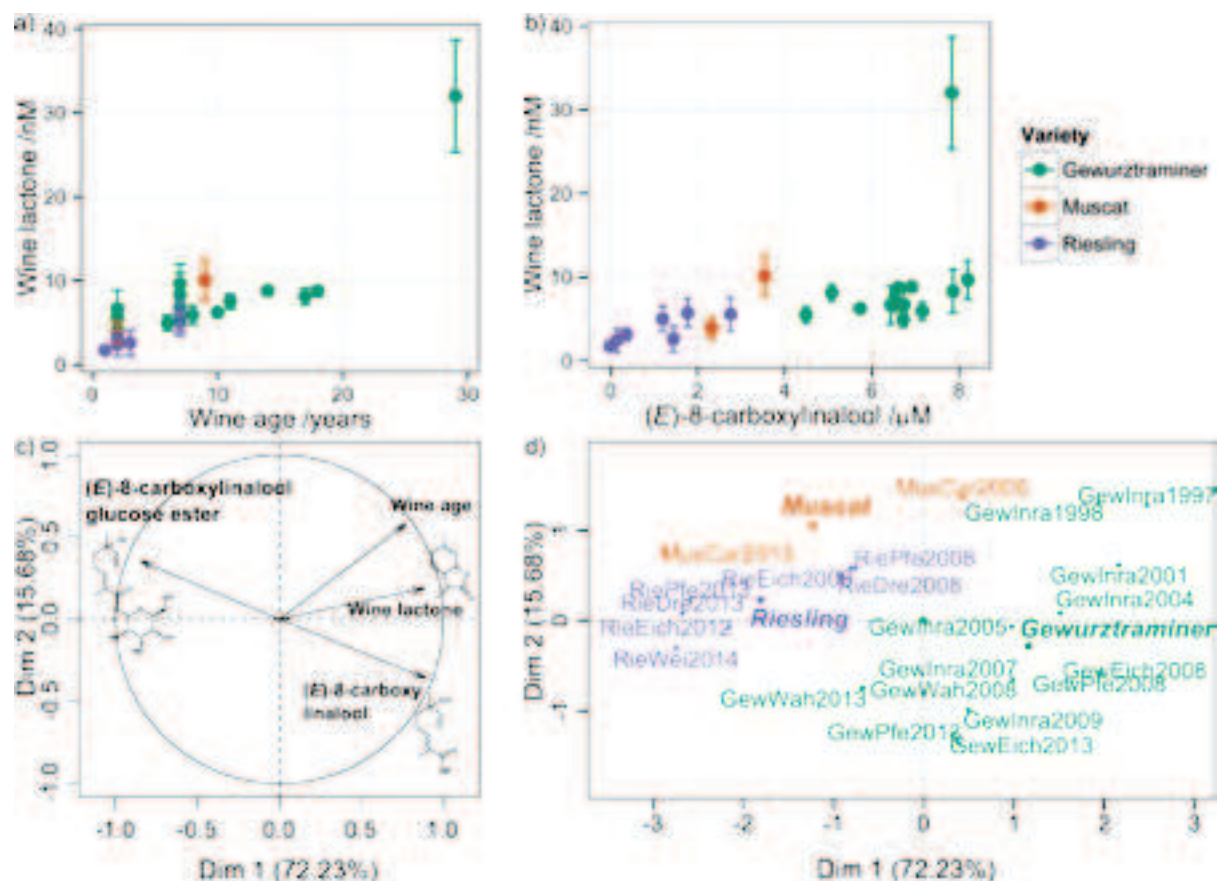 a)
Wine lactone /nM
40
30
20
10
0
0
10
20
30
Wine age /years
b)
Wine lactone /nM
40
30
20
10
0
0
2
4
6
8
(E)-8-carboxylinalool /µM
Variety
Gewurztraminer
Muscat
Riesling
c)
Dim 2 (15.68%)
1.0
0.5
0.0
-0.5
-1.0
(E)-8-carboxylinalool
glucose ester
Wine age
Wine lactone
(E)-8-carboxy
linalool
-1.0
-0.5
0.0
0.5
1.0
Dim 1 (72.23%)
d)
Dim 2 (15.68%)
1
0
-1
Muscat
GewInra1997
GewInra1998
RiePfe2008
RieDre2008
GewInra2001
GewInra2004
RieDre2013
RieEich2012
Riesling
GewInra2005
Gewurztraminer
RieWei2014
GewInra2007
GewEich2008
GewWah2013
GewWah2008
GewPfe2008
GewInra2009
GewEich2013
-3
-2
-1
0
1
2
3
Dim 1 (72.23%)